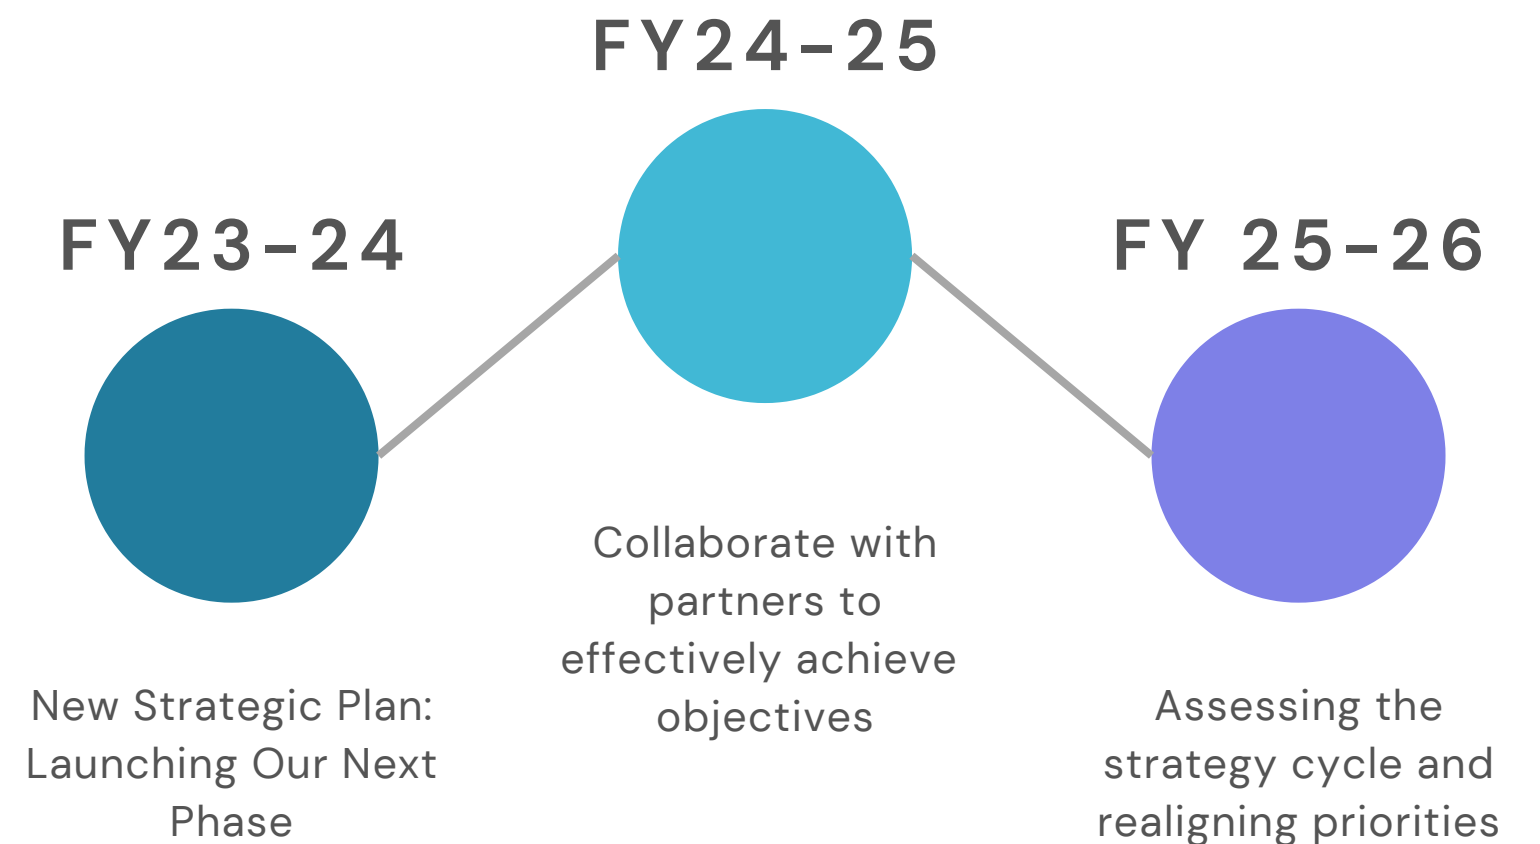 FY24-25
FY23-24
FY 25-26
Collaborate with
partners to
effectively achieve
objectives
New Strategic Plan:
Launching Our Next
Phase
Assessing the
strategy cycle and
realigning priorities